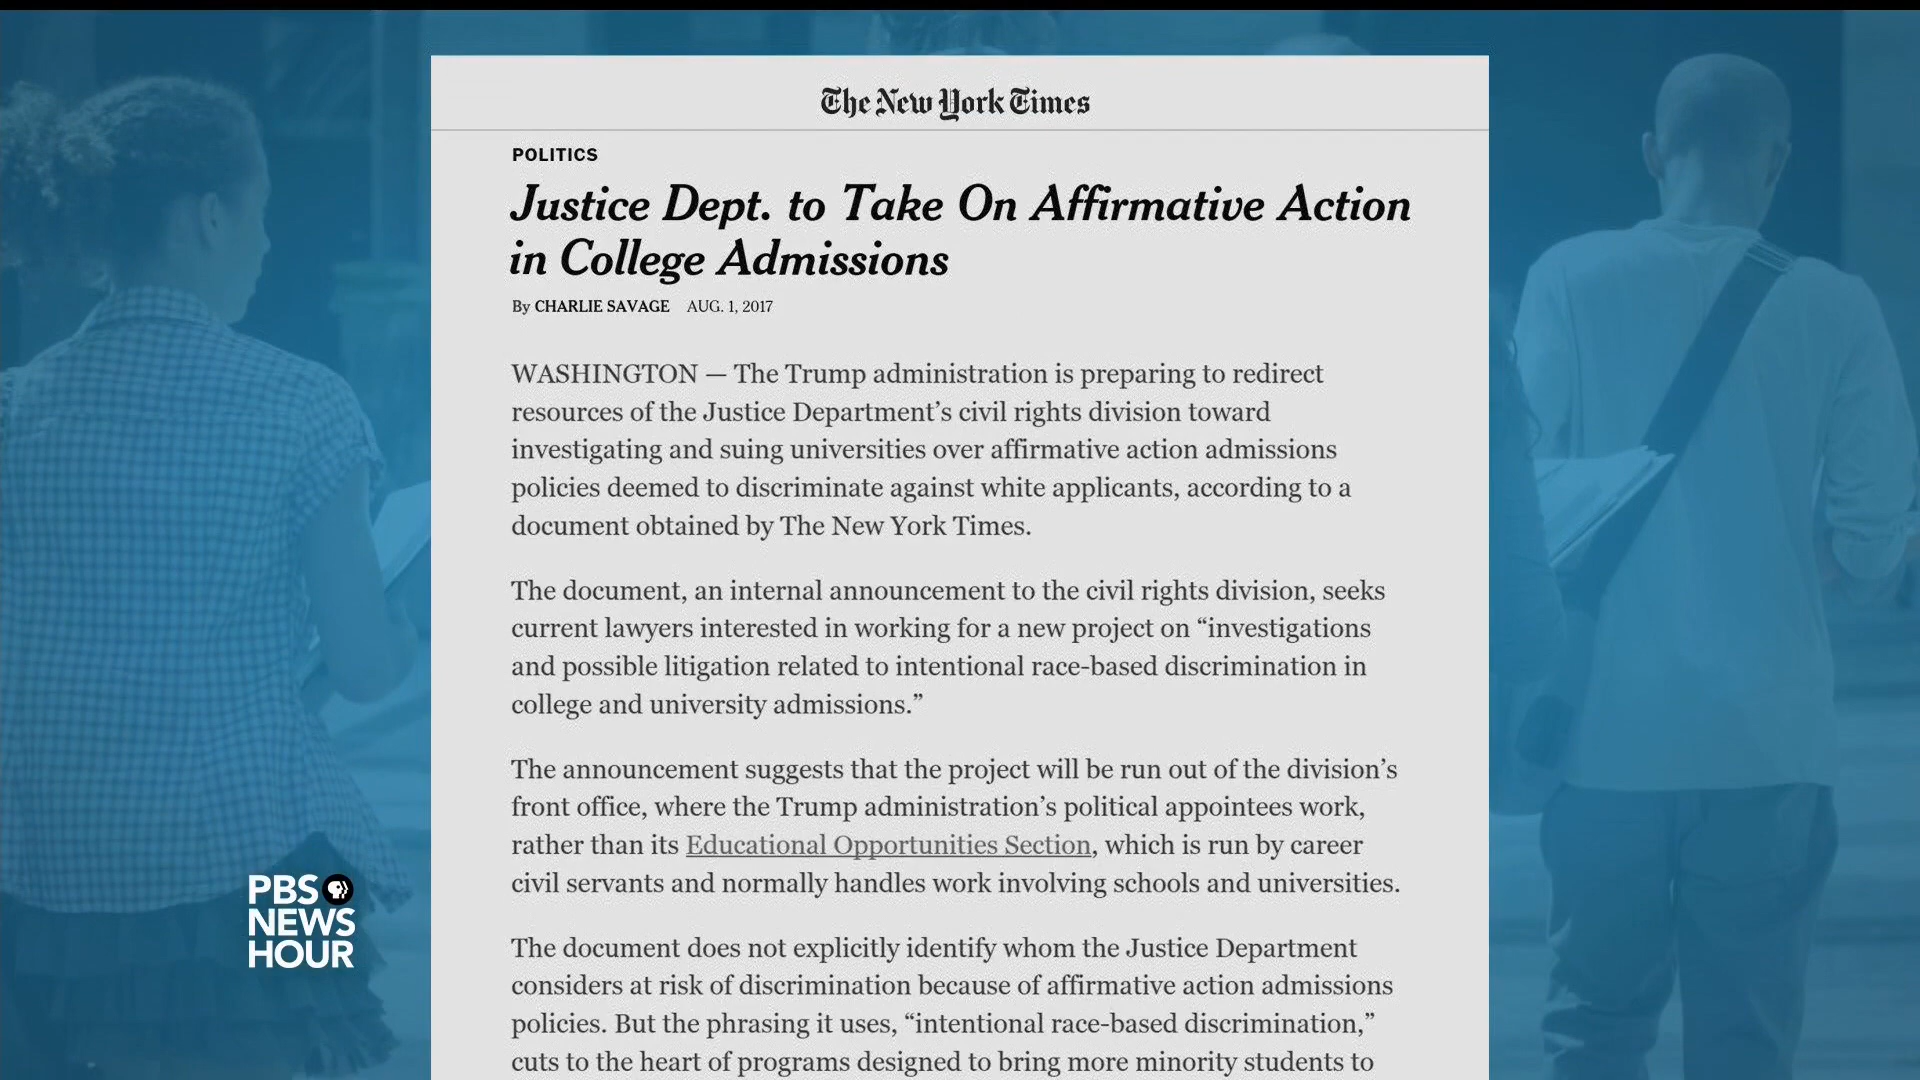 The New York Times
POLITICS
Justice Dept. to Take On Affirmative Action
in College Admissions
By CHARLIE SAVAGE AUG. 1, 2017
WASHINGTON — The Trump administration is preparing to redirect
resources of the Justice Department’s civil rights division toward
investigating and suing universities over affirmative action admissions
policies deemed to discriminate against white applicants, according to a
document obtained by The New York Times.
The document, an internal announcement to the civil rights division, seeks
current lawyers interested in working for a new project on “investigations
and possible litigation related to intentional race-based discrimination in
college and university admissions.”
The announcement suggests that the project will be run out of the division’s
front office, where the Trump administration’s political appointees work,
rather than its Educational Opportunities Section, which is run by career
civil servants and normally handles work involving schools and universities.
The document does not explicitly identify whom the Justice Department
considers at risk of discrimination because of affirmative action admissions
policies. But the phrasing it uses, “intentional race-based discrimination,”
cuts to the heart of programs designed to bring more minority students to
PBS
NEWS
HOUR